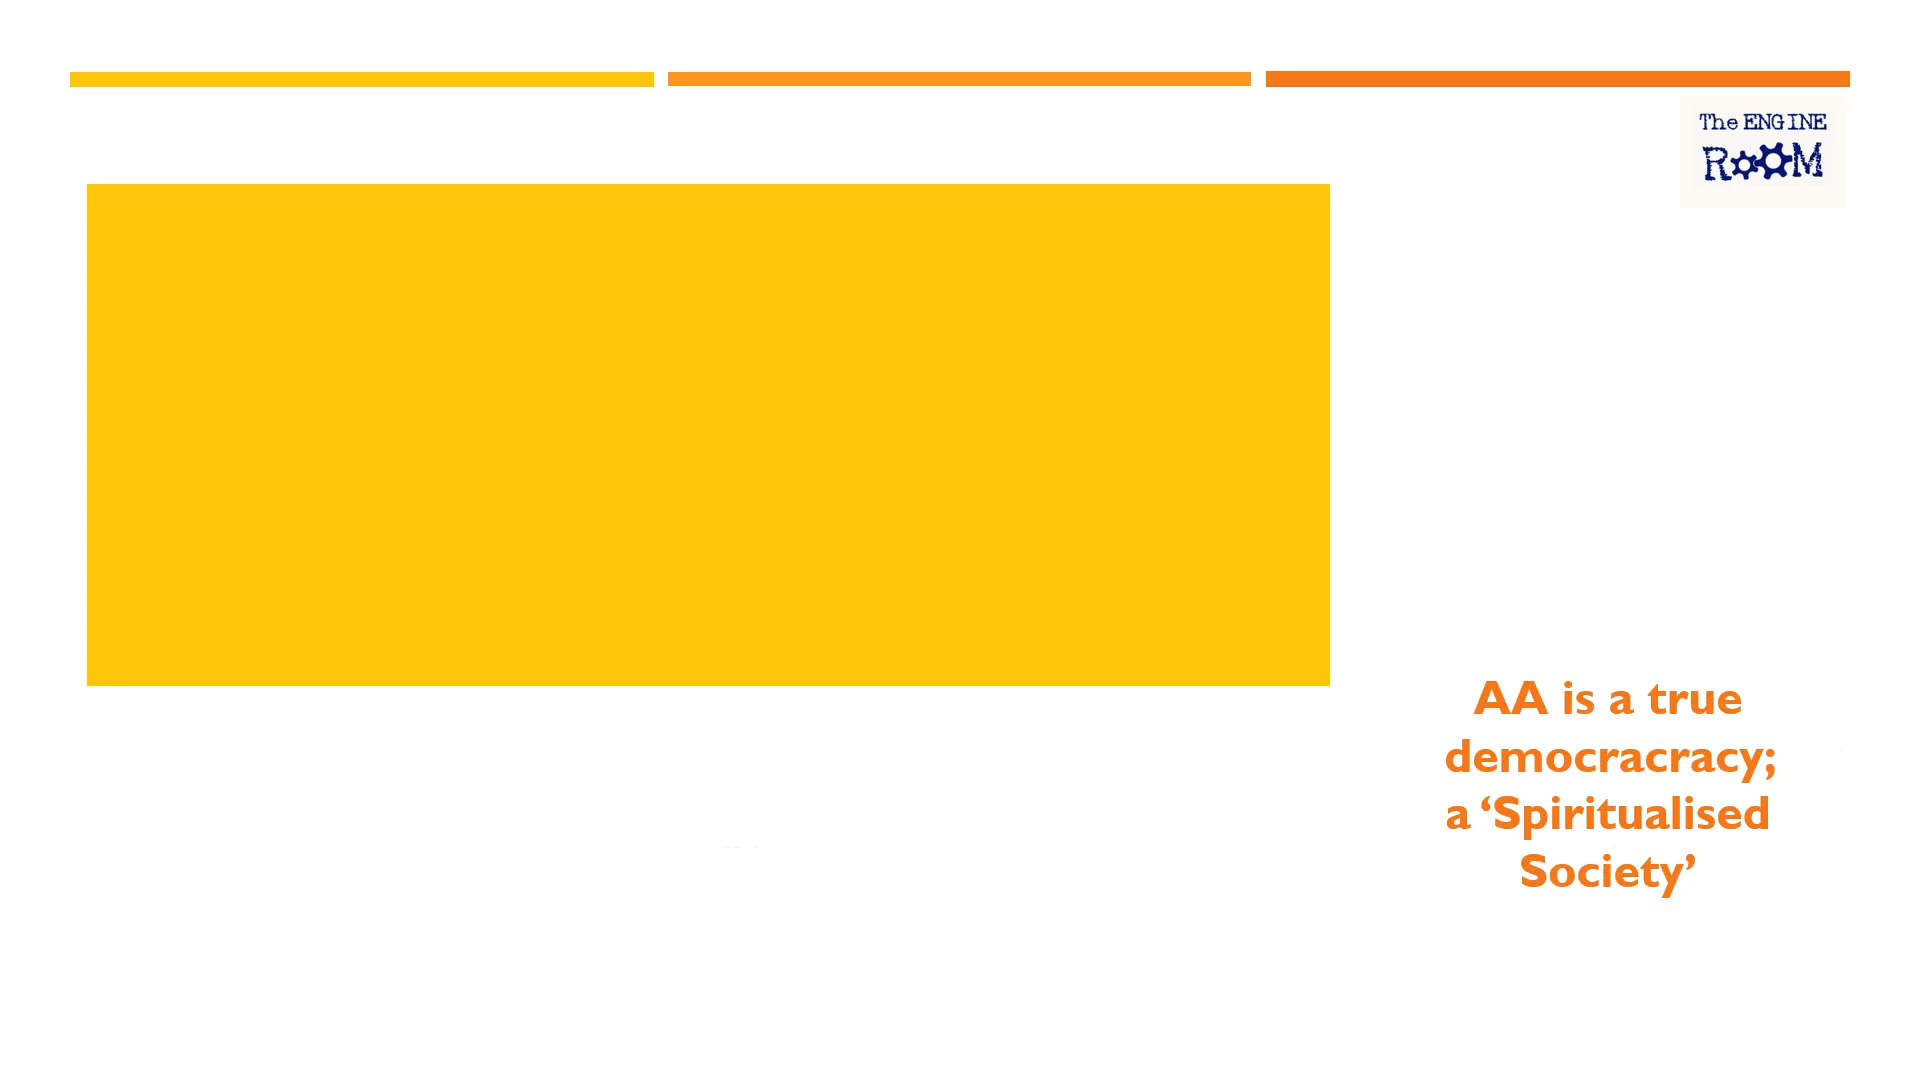 The ENGINE
ROOM
AA is a true
democracracy;
a ‘Spiritualised
Society’